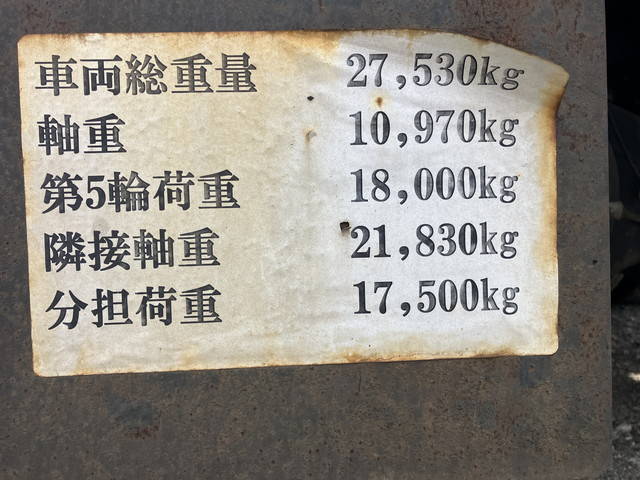 車両総重量 27,530kg
軸重 10,970kg
第5輪荷重 18,000kg
隣接軸重 21,830kg
分担荷重 17,500kg